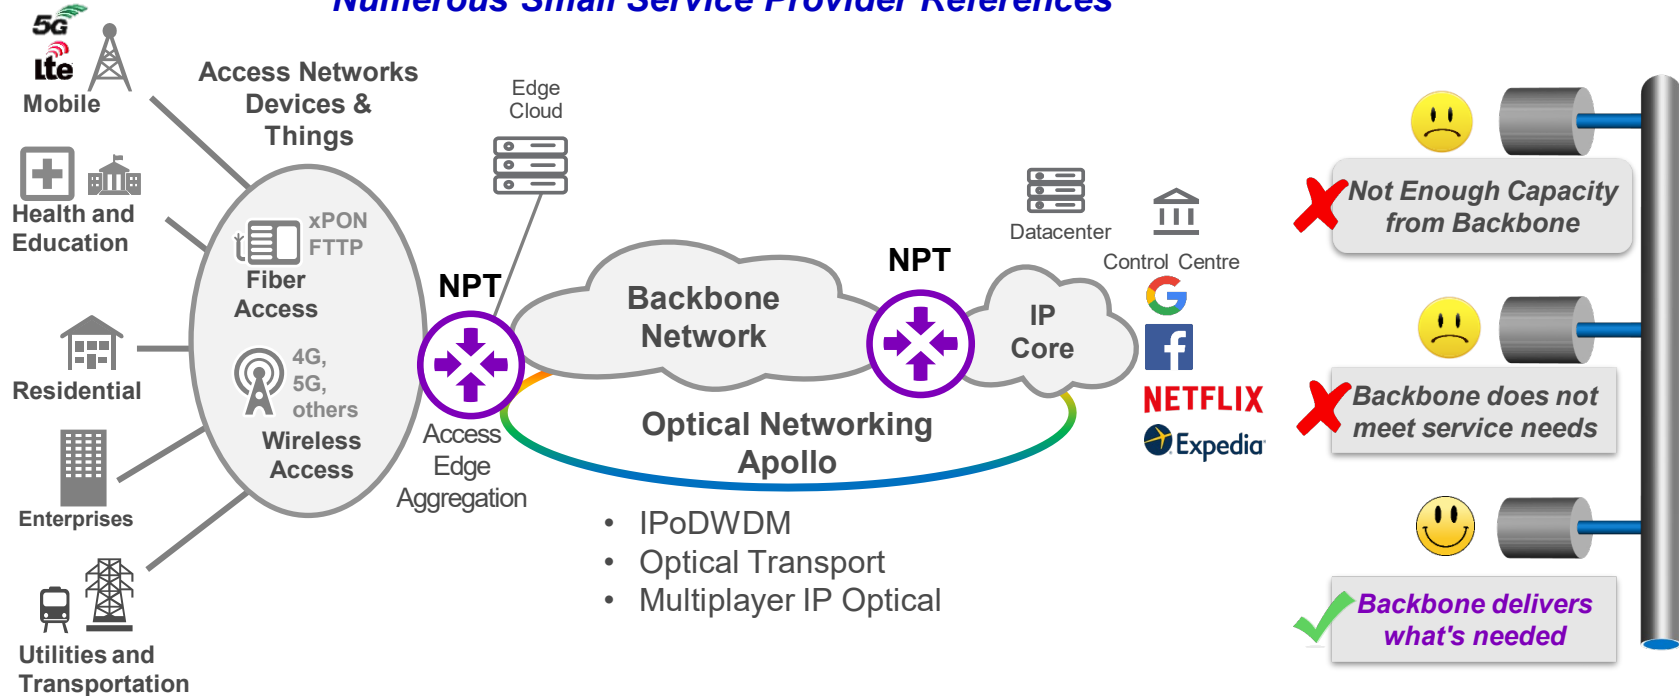 Numerous Small Service Provider References
5G
lte
Mobile
Health and
Education
Residential
Enterprises
Utilities and
Transportation
Access Networks
Devices &
Things
xPON
FTTP
Fiber
Access
4G,
5G,
others
Wireless
Access
Edge
Cloud
NPT
Access
Edge
Aggregation
Backbone
Network
Optical Networking
Apollo
• IPoDWDM
• Optical Transport
• Multiplayer IP Optical
NPT
IP
Core
Datacenter
Control Centre
G
f
NETFLIX
Expedia
Not Enough Capacity
from Backbone
Backbone does not
meet service needs
Backbone delivers
what's needed